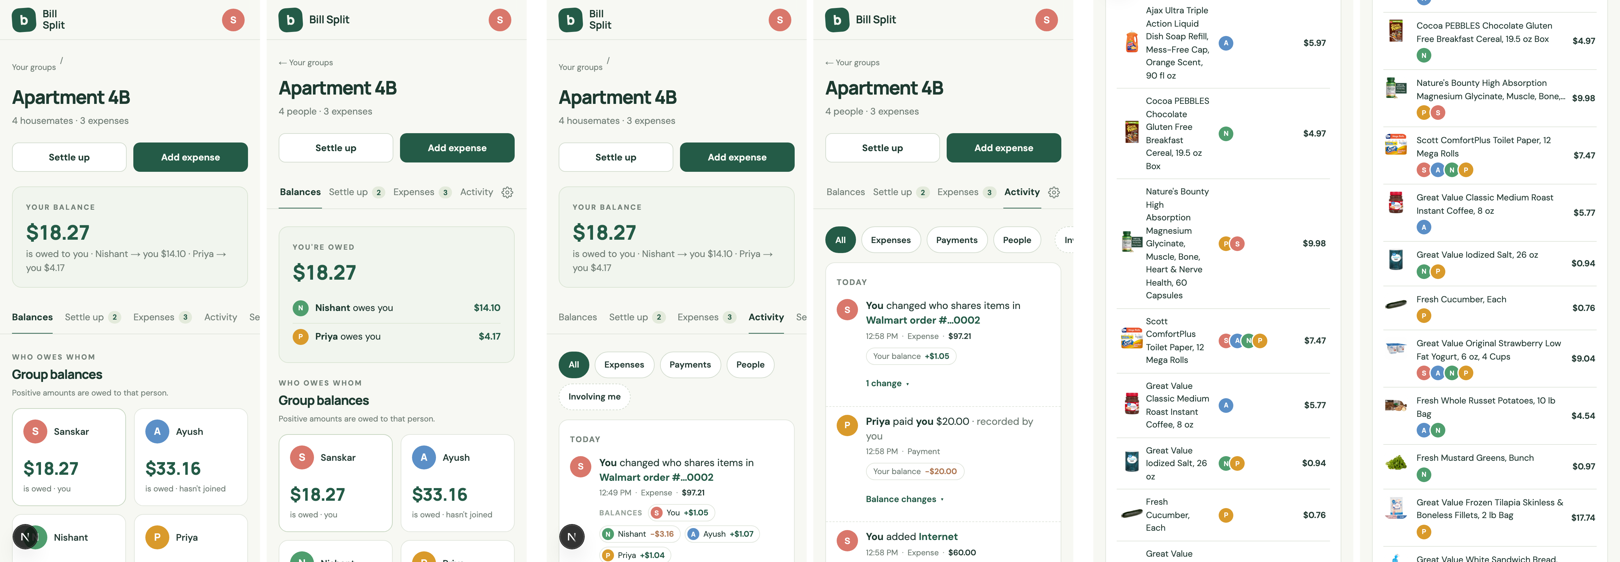 b
Bill
Split
S
Your groups /
Apartment 4B
4 housemates · 3 expenses
Settle up
Add expense
YOUR BALANCE
$18.27
is owed to you · Nishant → you $14.10 · Priya →
you $4.17
Balances Settle up 2 Expenses 3 Activity Se
WHO OWES WHOM
Group balances
Positive amounts are owed to that person.
S Sanskar
$18.27
is owed · you
A Ayush
$33.16
is owed · hasn't joined
N Nishant
P Priya
b Bill Split
S
← Your groups
Apartment 4B
4 people · 3 expenses
Settle up
Add expense
Balances Settle up 2 Expenses 3 Activity
YOU'RE OWED
$18.27
N Nishant owes you $14.10
P Priya owes you $4.17
WHO OWES WHOM
Group balances
Positive amounts are owed to that person.
S Sanskar
$18.27
is owed · you
A Ayush
$33.16
is owed · hasn't joined
b
Bill
Split
S
Your groups /
Apartment 4B
4 housemates · 3 expenses
Settle up
Add expense
YOUR BALANCE
$18.27
is owed to you · Nishant → you $14.10 · Priya →
you $4.17
Balances Settle up 2 Expenses 3 Activity Se
All Expenses Payments People
Involving me
TODAY
S You changed who shares items in
Walmart order #...0002
12:49 PM · Expense · $97.21
BALANCES S You +$1.05
N Nishant -$3.16 A Ayush +$1.07
P Priya +$1.04
N
b Bill Split
S
← Your groups
Apartment 4B
4 people · 3 expenses
Settle up
Add expense
Balances Settle up 2 Expenses 3 Activity
All Expenses Payments People Inv
TODAY
S You changed who shares items in
Walmart order #...0002
12:58 PM · Expense · $97.21
Your balance +$1.05
1 change
P Priya paid you $20.00 · recorded by
you
12:58 PM · Payment
Your balance -$20.00
Balance changes
S You added Internet
12:58 PM · Expense · $60.00
Ajax Ultra Triple
Action Liquid
Dish Soap Refill,
Mess-Free Cap,
Orange Scent,
90 fl oz
A $5.97
Cocoa PEBBLES
Chocolate
Gluten Free
Breakfast
Cereal, 19.5 oz
Box
N $4.97
Nature's Bounty
High
Absorption
Magnesium
Glycinate,
Muscle, Bone,
Heart & Nerve
Health, 60
Capsules
P S $9.98
Scott
ComfortPlus
Toilet Paper, 12
Mega Rolls
S A N P $7.47
Great Value
Classic Medium
Roast Instant
Coffee, 8 oz
A $5.77
Great Value
Iodized Salt, 26
oz
N P $0.94
Fresh
Cucumber,
Each
P $0.76
Great Value
Cocoa PEBBLES Chocolate Gluten
Free Breakfast Cereal, 19.5 oz Box
N $4.97
Nature's Bounty High Absorption
Magnesium Glycinate, Muscle, Bone,...
P S $9.98
Scott ComfortPlus Toilet Paper, 12
Mega Rolls
S A N P $7.47
Great Value Classic Medium Roast
Instant Coffee, 8 oz
A $5.77
Great Value Iodized Salt, 26 oz
N P $0.94
Fresh Cucumber, Each
P $0.76
Great Value Original Strawberry Low
Fat Yogurt, 6 oz, 4 Cups
S A N P $9.04
Fresh Whole Russet Potatoes, 10 lb
Bag
A N $4.54
Fresh Mustard Greens, Bunch
N $0.97
Great Value Frozen Tilapia Skinless &
Boneless Fillets, 2 lb Bag
P $17.74
Great Value White Sandwich Bread,